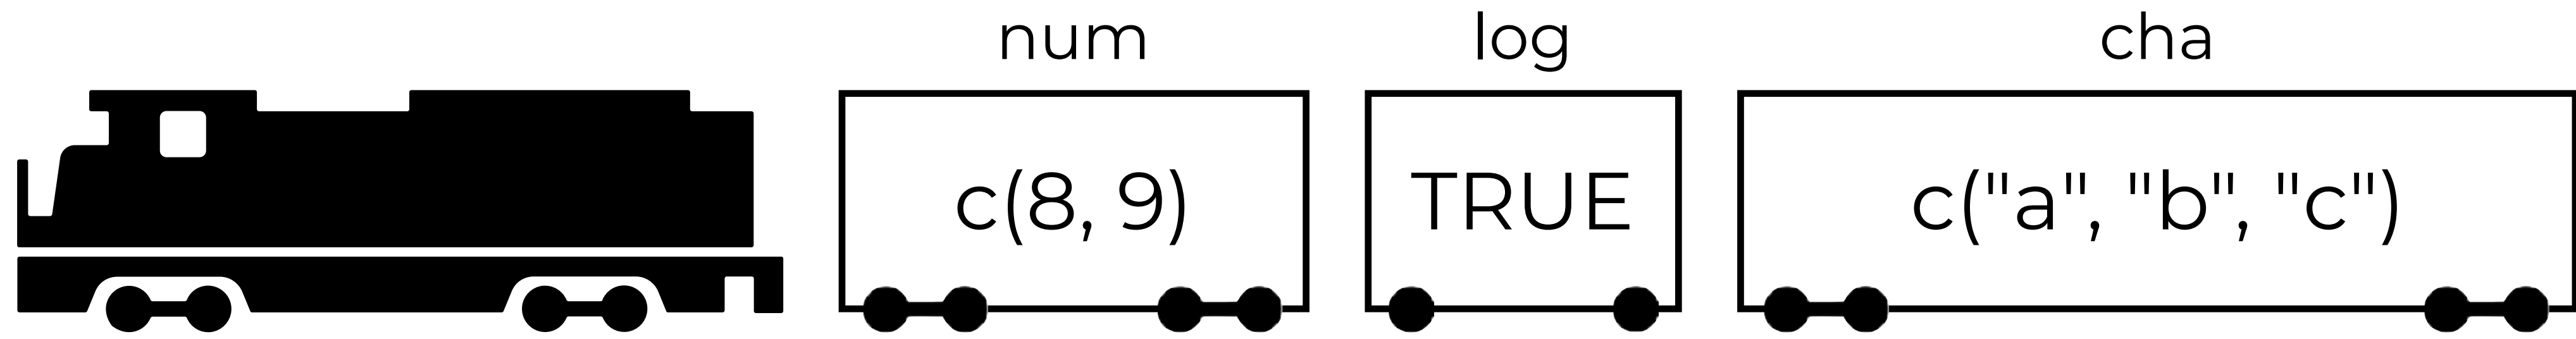 num log cha
c(8, 9) TRUE c("a", "b", "c")